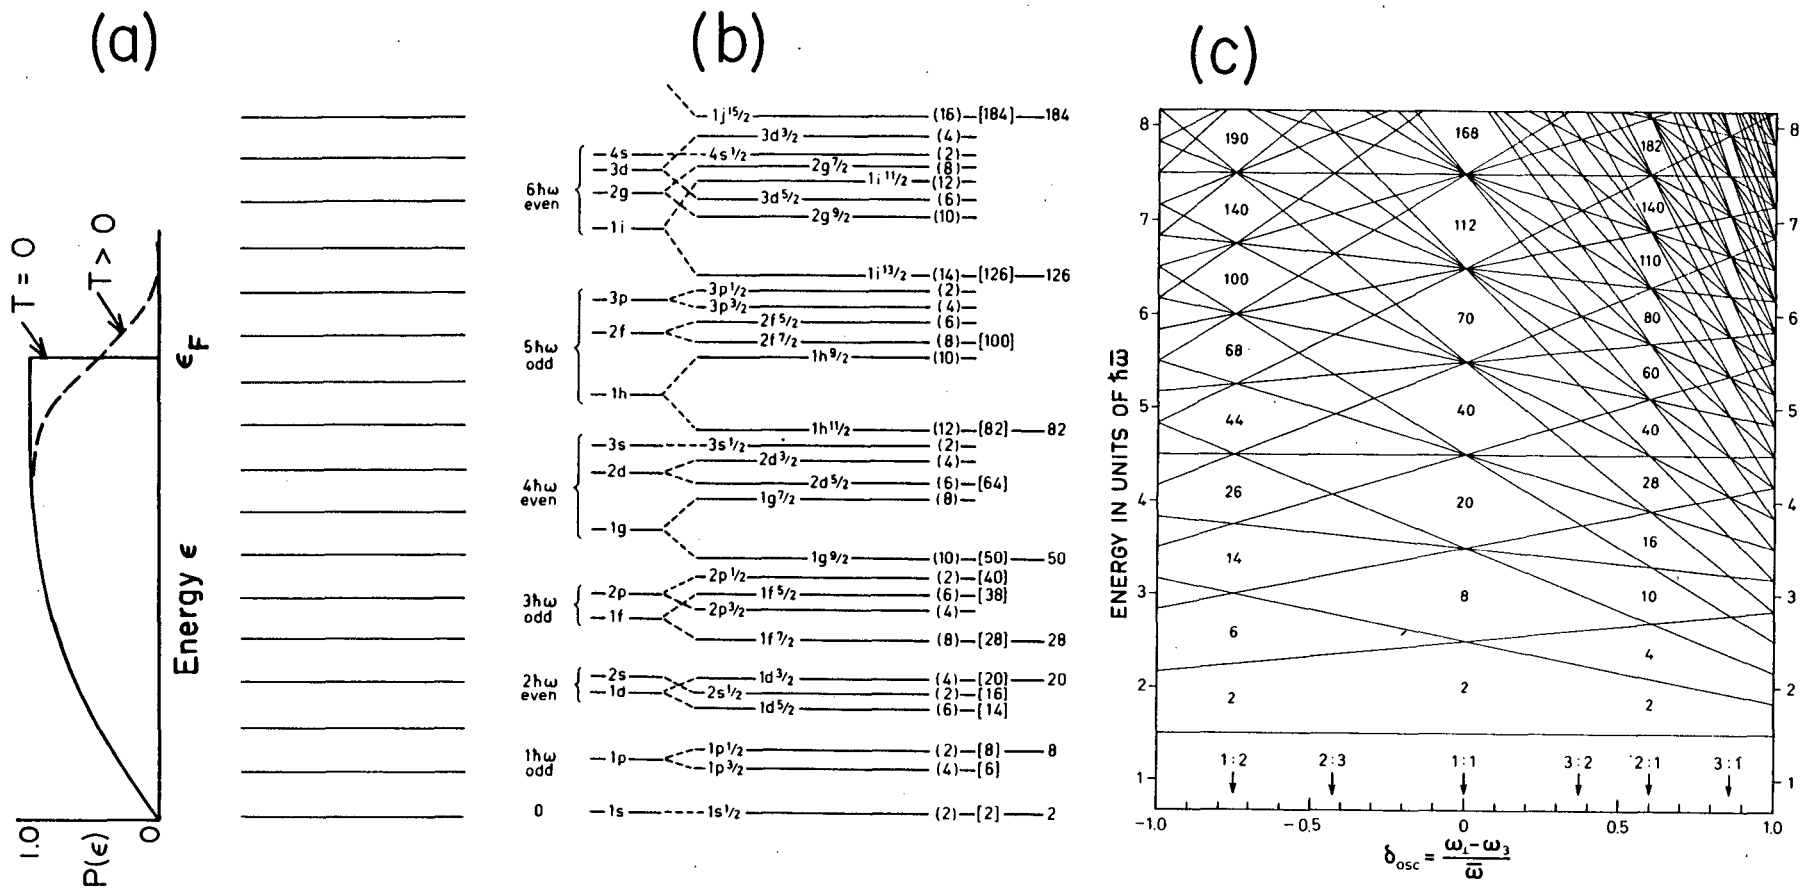 (a)
T = 0
T > 0
ϵF
Energy ϵ
1.0
0
P(ϵ)
(b)
1j15/2 (16) [184] 184
3d3/2 (4)
4s 4s1/2 (2)
3d 2g7/2 (8)
6ħω even
1i11/2 (12)
2g 3d5/2 (6)
2g9/2 (10)
1i
1i13/2 (14) [126] 126
3p 3p1/2 (2)
3p3/2 (4)
2f 2f5/2 (6)
2f7/2 (8) [100]
5ħω odd
1h9/2 (10)
1h
1h11/2 (12) [82] 82
3s 3s1/2 (2)
2d 2d3/2 (4)
2d5/2 (6) [64]
4ħω even
1g7/2 (8)
1g
1g9/2 (10) [50] 50
2p1/2 (2) [40]
3ħω odd
2p 1f5/2 (6) [38]
2p3/2 (4)
1f
1f7/2 (8) [28] 28
2s 1d3/2 (4) [20] 20
2ħω even
1d 2s1/2 (2) [16]
1d5/2 (6) [14]
1ħω odd
1p 1p1/2 (2) [8] 8
1p3/2 (4) [6]
0 1s 1s1/2 (2) [2] 2
(c)
ENERGY IN UNITS OF ħω̅
8
7
6
5
4
3
2
1
190
140
100
68
44
26
14
6
2
168
112
70
40
20
8
2
182
140
110
80
60
40
28
16
10
4
2
8
7
6
5
4
3
2
1
1:2 2:3 1:1 3:2 2:1 3:1
-1.0 -0.5 0 0.5 1.0
δosc = ω⊥-ω3 / ω̅